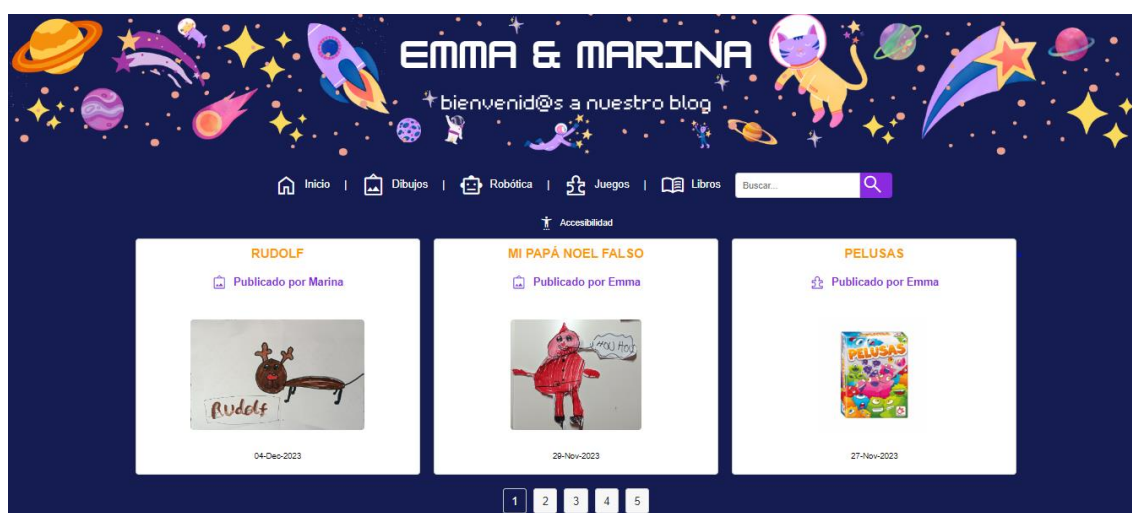 EMMA & MARINA
bienvenid@s a nuestro blog
Inicio | Dibujos | Robótica | Juegos | Libros Buscar...
Accesibilidad
RUDOLF
Publicado por Marina
Rudolf
04-Dec-2023
MI PAPÁ NOEL FALSO
Publicado por Emma
HOU HOU
29-Nov-2023
PELUSAS
Publicado por Emma
PELUSAS
27-Nov-2023
1 2 3 4 5